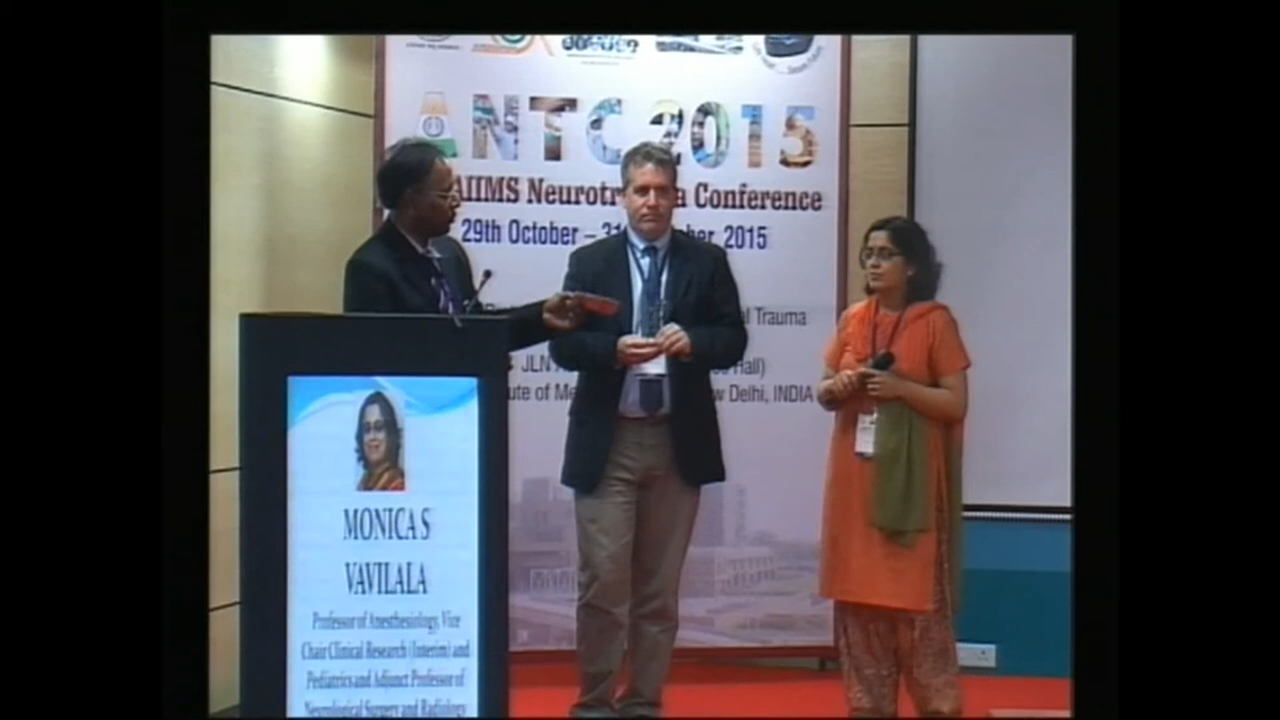 ANTC 2015
AIIMS Neurotr a Conference
29th October – 31 ber 2015
al Trauma
JLN Hall)
ute of Me w Delhi, INDIA
MONICA S
VAVILALA
Professor of Anesthesiology, Vice
Chair Clinical Research (Interim) and
Pediatrics and Adjunct Professor of
Neurological Surgery and Radiology